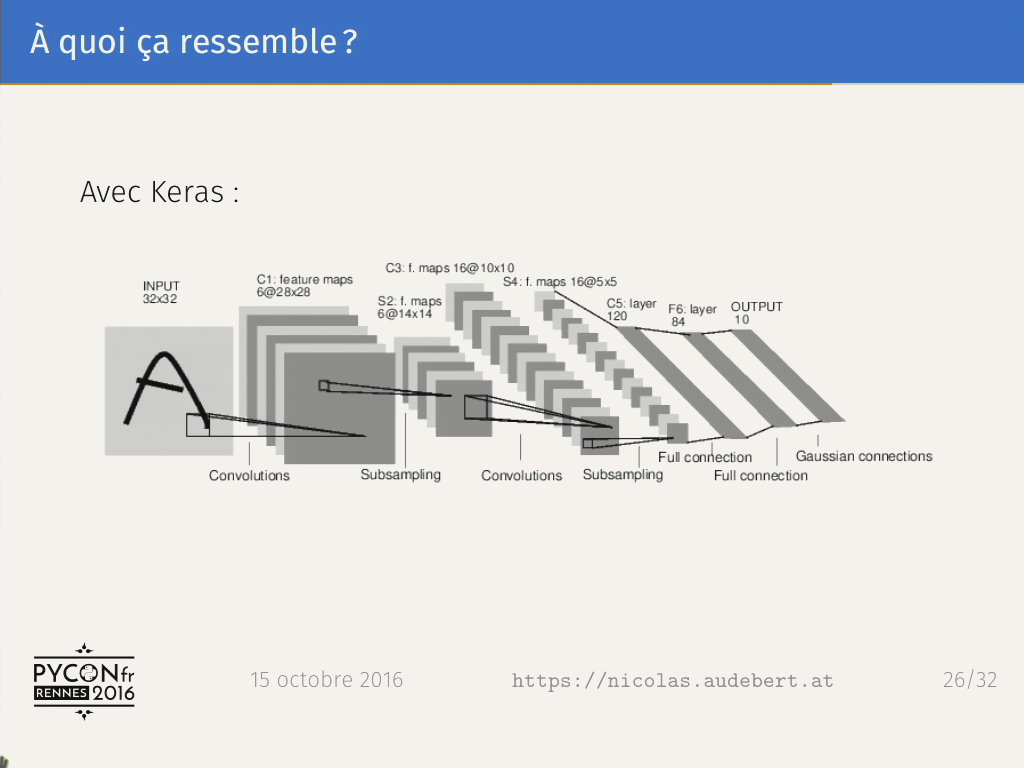 À quoi ça ressemble ?
Avec Keras :
INPUT
32x32
C1: feature maps
6@28x28
S2: f. maps
6@14x14
C3: f. maps 16@10x10
S4: f. maps 16@5x5
C5: layer
120
F6: layer
84
OUTPUT
10
Convolutions
Subsampling
Convolutions
Subsampling
Full connection
Full connection
Gaussian connections
PYCONfr
RENNES 2016
15 octobre 2016
https://nicolas.audebert.at
26/32